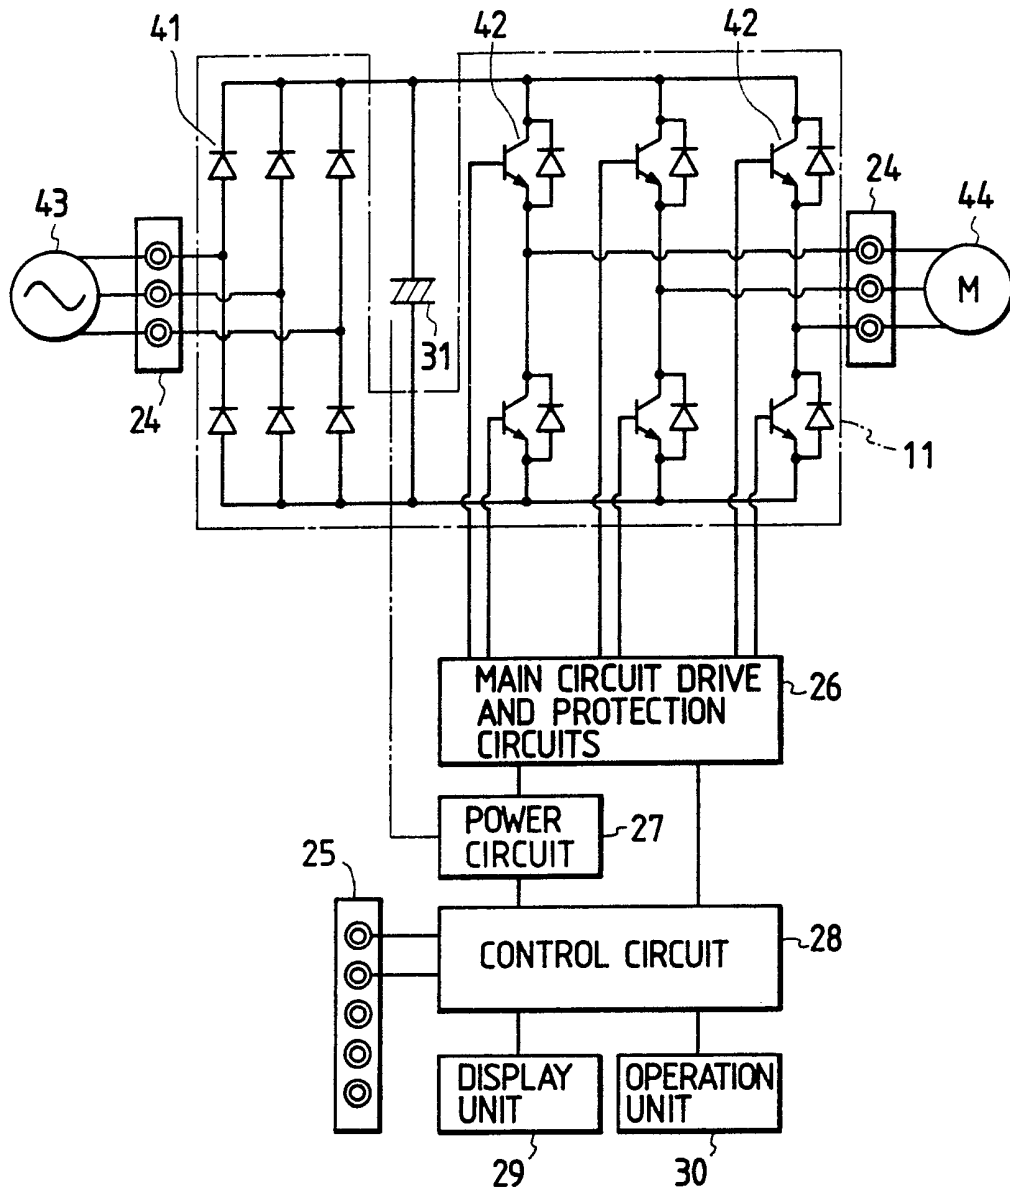 41
42
42
43
24
44
M
24
31
11
MAIN CIRCUIT DRIVE
AND PROTECTION
CIRCUITS
26
POWER
CIRCUIT
27
25
CONTROL CIRCUIT
28
DISPLAY
UNIT
OPERATION
UNIT
29
30